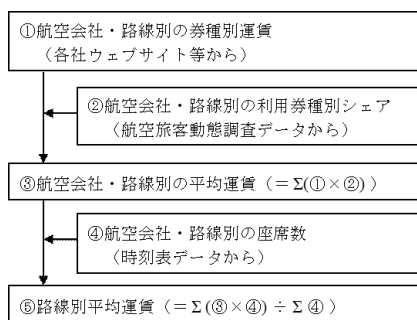 ①航空会社・路線別の券種別運賃
（各社ウェブサイト等から）
②航空会社・路線別の利用券種別シェア
（航空旅客動態調査データから）
③航空会社・路線別の平均運賃（＝Σ(①×②)）
④航空会社・路線別の座席数
（時刻表データから）
⑤路線別平均運賃（＝Σ(③×④)÷Σ④）